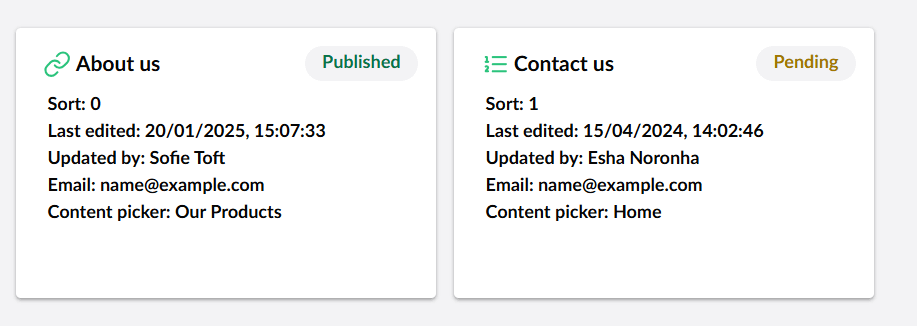 About us
Published
Sort: 0
Last edited: 20/01/2025, 15:07:33
Updated by: Sofie Toft
Email: name@example.com
Content picker: Our Products
Contact us
Pending
Sort: 1
Last edited: 15/04/2024, 14:02:46
Updated by: Esha Noronha
Email: name@example.com
Content picker: Home